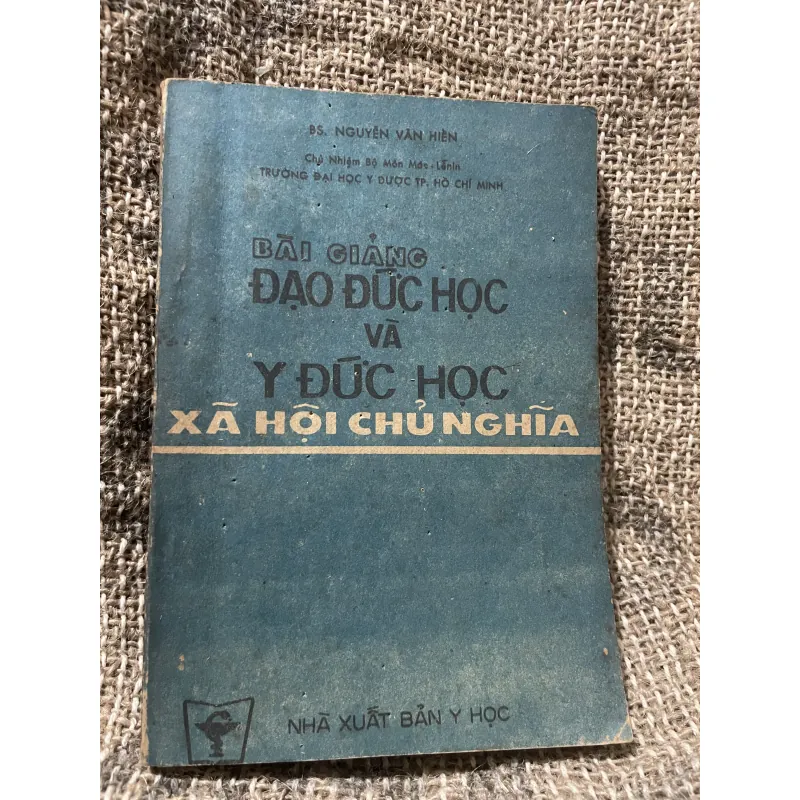 BS. NGUYỄN VĂN HIỀN
Chủ Nhiệm Bộ Môn Mác-Lênin
TRƯỜNG ĐẠI HỌC Y DƯỢC TP. HỒ CHÍ MINH
BÀI GIẢNG
ĐẠO ĐỨC HỌC
VÀ
Y ĐỨC HỌC
XÃ HỘI CHỦ NGHĨA
NHÀ XUẤT BẢN Y HỌC